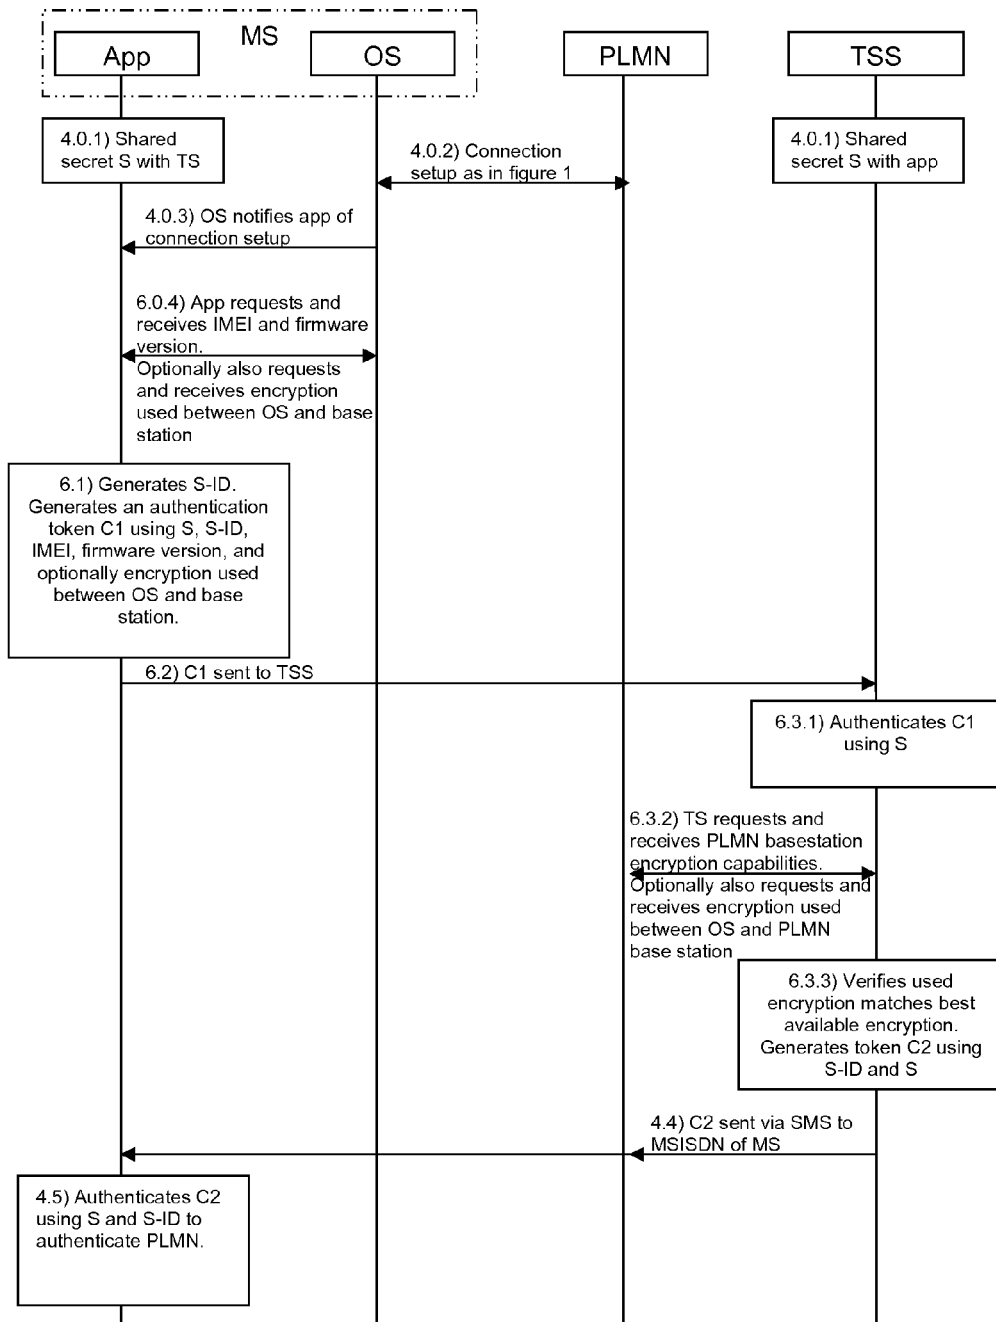 MS
App
OS
PLMN
TSS
4.0.1) Shared
secret S with TS
4.0.2) Connection
setup as in figure 1
4.0.1) Shared
secret S with app
4.0.3) OS notifies app of
connection setup
6.0.4) App requests and
receives IMEI and firmware
version.
Optionally also requests
and receives encryption
used between OS and base
station
6.1) Generates S-ID.
Generates an authentication
token C1 using S, S-ID,
IMEI, firmware version, and
optionally encryption used
between OS and base
station.
6.2) C1 sent to TSS
6.3.1) Authenticates C1
using S
6.3.2) TS requests and
receives PLMN basestation
encryption capabilities.
Optionally also requests and
receives encryption used
between OS and PLMN
base station
6.3.3) Verifies used
encryption matches best
available encryption.
Generates token C2 using
S-ID and S
4.4) C2 sent via SMS to
MSISDN of MS
4.5) Authenticates C2
using S and S-ID to
authenticate PLMN.